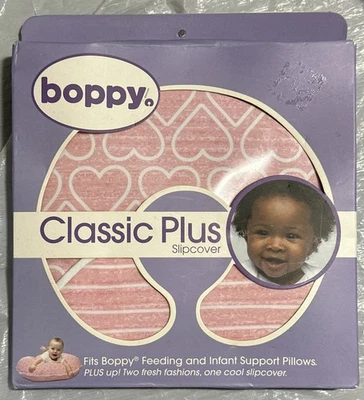 boppy®
Classic Plus
Slipcover
Fits Boppy® Feeding and Infant Support Pillows.
PLUS up! Two fresh fashions, one cool slipcover.